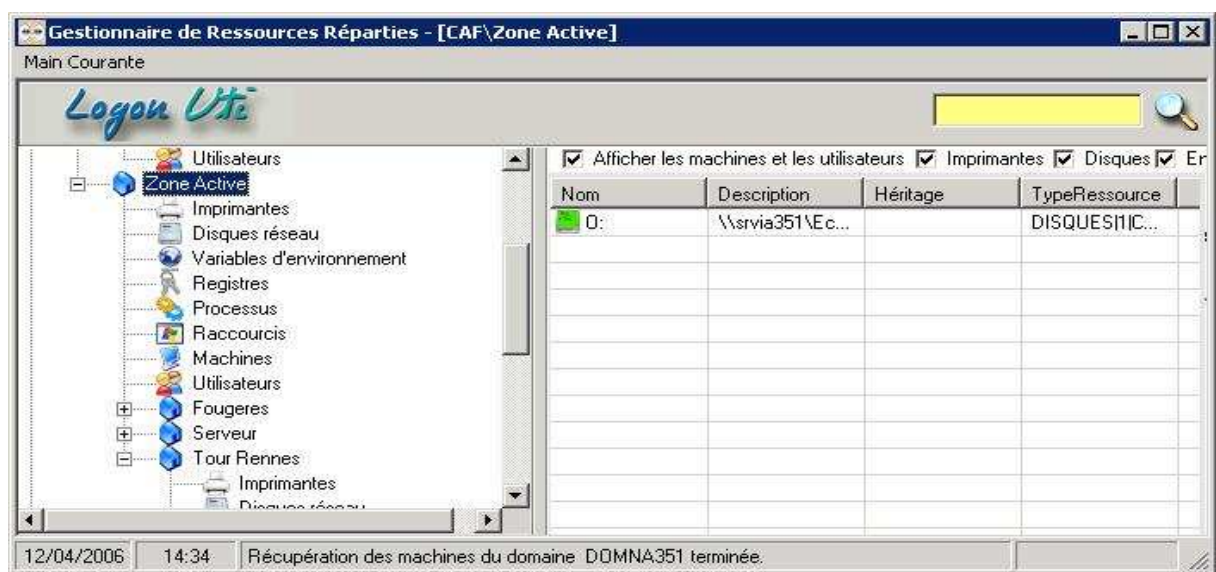 Gestionnaire de Ressources Réparties - [CAF\Zone Active]
Main Courante
Logon Uti
Utilisateurs
Zone Active
Imprimantes
Disques réseau
Variables d'environnement
Registres
Processus
Raccourcis
Machines
Utilisateurs
Fougeres
Serveur
Tour Rennes
Imprimantes
Disques réseau
Afficher les machines et les utilisateurs Imprimantes Disques Er
Nom Description Héritage TypeRessource
O: \\srvia351\Ec... DISQUES|1|C...
12/04/2006 14:34 Récupération des machines du domaine DOMNA351 terminée.